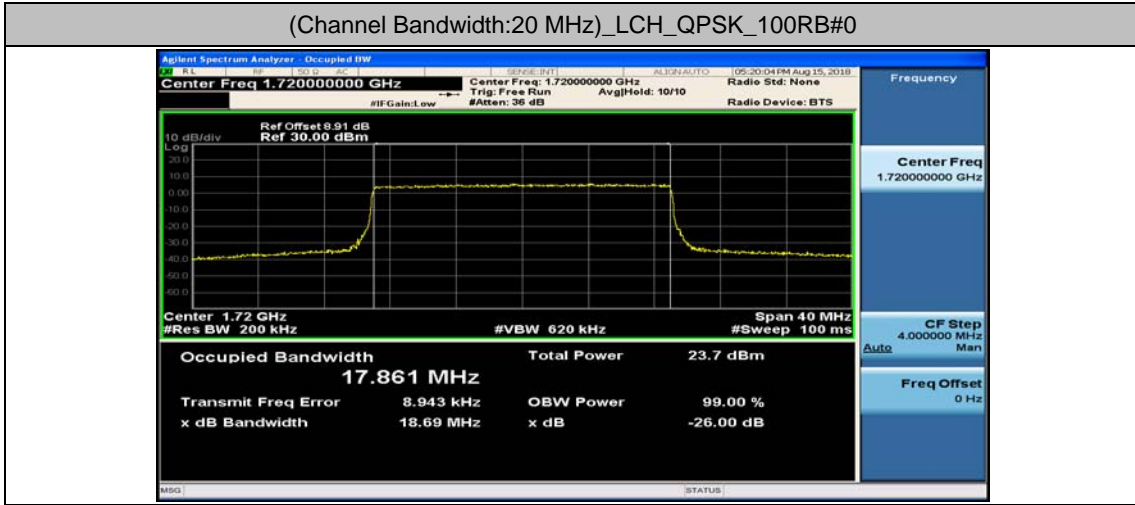 (Channel Bandwidth:20 MHz)_LCH_QPSK_100RB#0
Agilent Spectrum Analyzer - Occupied BW
RL RF 50 Ω AC SENSE:INT ALIGN AUTO 05:20:04 PM Aug 15, 2018
Center Freq 1.720000000 GHz
Center Freq: 1.720000000 GHz Radio Std: None
Trig: Free Run Avg|Hold: 10/10
#IFGain:Low #Atten: 36 dB Radio Device: BTS
Frequency
Ref Offset 8.91 dB
10 dB/div Ref 30.00 dBm
Log
20.0
10.0
0.00
-10.0
-20.0
-30.0
-40.0
-50.0
-60.0
Center Freq
1.720000000 GHz
Center 1.72 GHz Span 40 MHz
#Res BW 200 kHz #VBW 620 kHz #Sweep 100 ms
CF Step
4.000000 MHz
Auto Man
Occupied Bandwidth Total Power 23.7 dBm
17.861 MHz
Freq Offset
0 Hz
Transmit Freq Error 8.943 kHz OBW Power 99.00 %
x dB Bandwidth 18.69 MHz x dB -26.00 dB
MSG STATUS